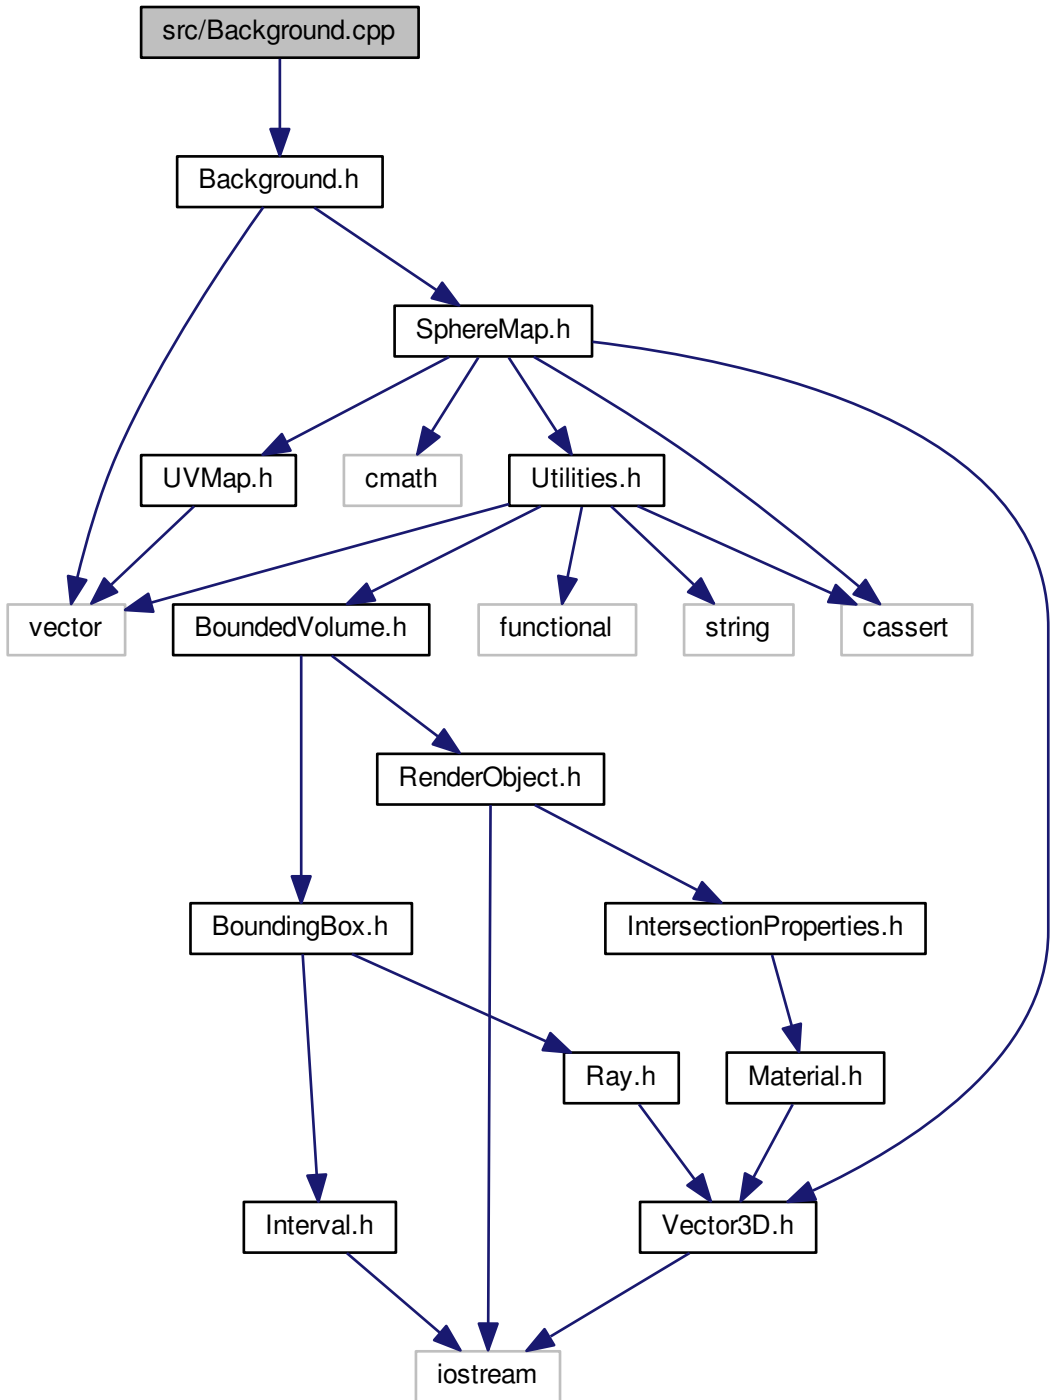 src/Background.cpp
Background.h
SphereMap.h
UVMap.h
cmath
Utilities.h
vector
BoundedVolume.h
functional
string
cassert
RenderObject.h
BoundingBox.h
IntersectionProperties.h
Ray.h
Material.h
Interval.h
Vector3D.h
iostream